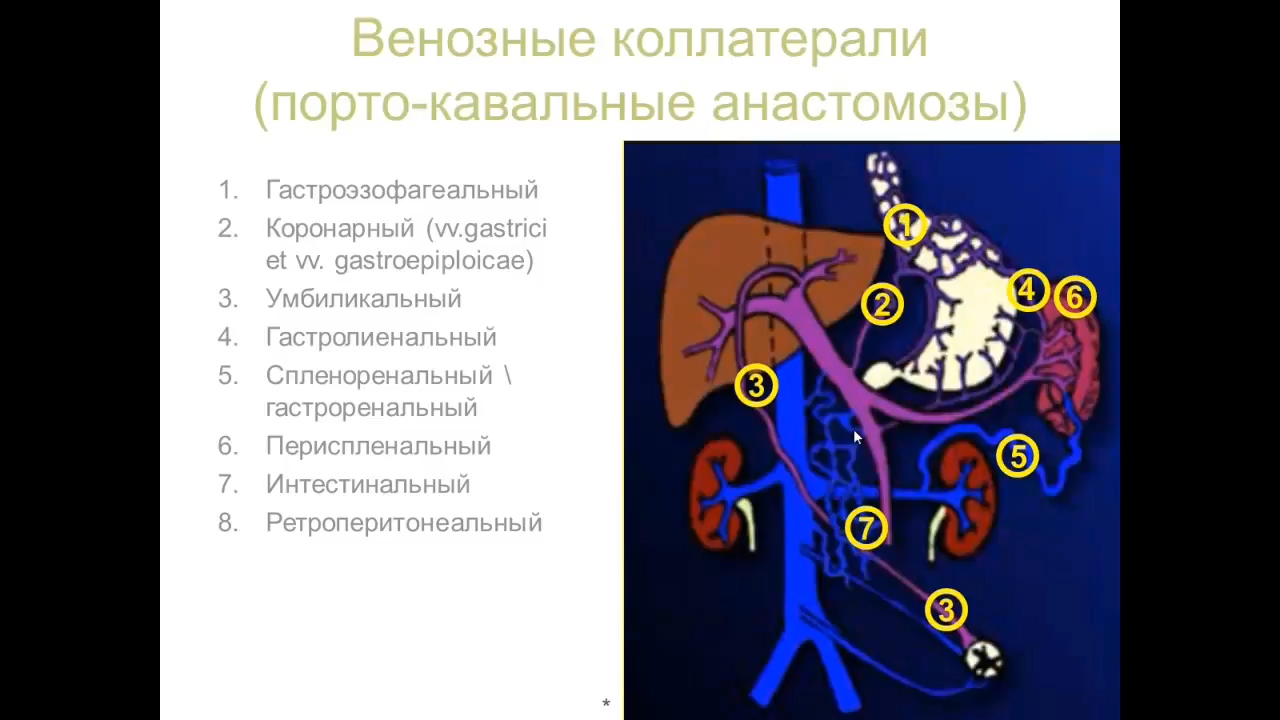 Венозные коллатерали
(порто-кавальные анастомозы)
1. Гастроэзофагеальный
2. Коронарный (vv.gastrici
et vv. gastroepiploicae)
3. Умбиликальный
4. Гастролиенальный
5. Спленоренальный \
гастроренальный
6. Периспленальный
7. Интестинальный
8. Ретроперитонеальный
1
2
4
6
3
5
7
3
*